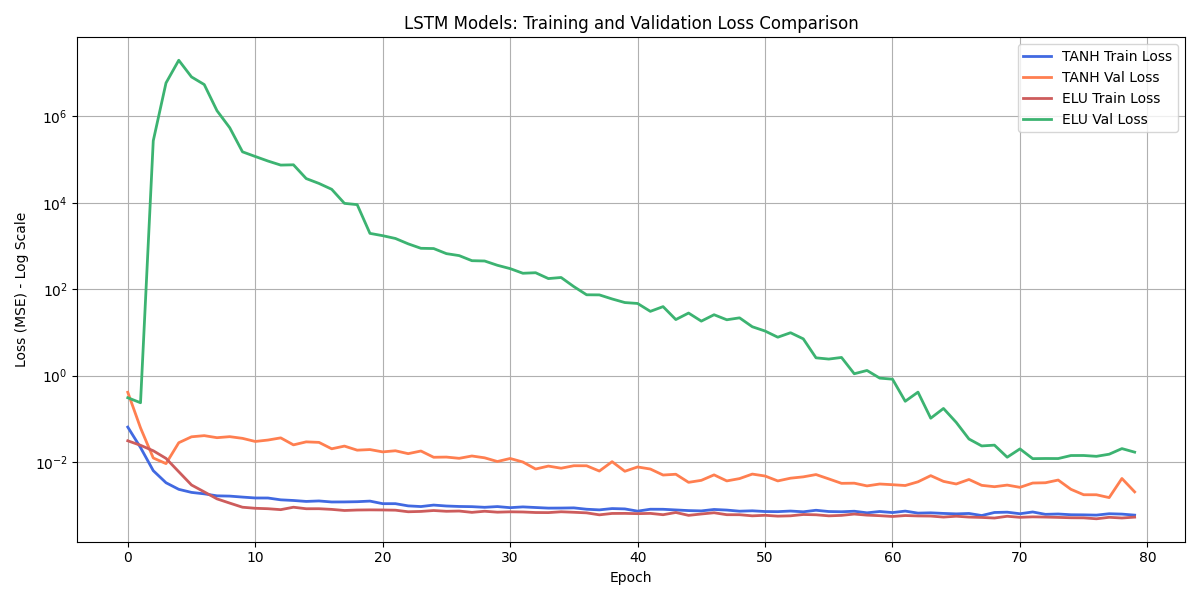 LSTM Models: Training and Validation Loss Comparison
TANH Train Loss
TANH Val Loss
ELU Train Loss
ELU Val Loss
Loss (MSE) - Log Scale
10^6
10^4
10^2
10^0
10^−2
0 10 20 30 40 50 60 70 80
Epoch